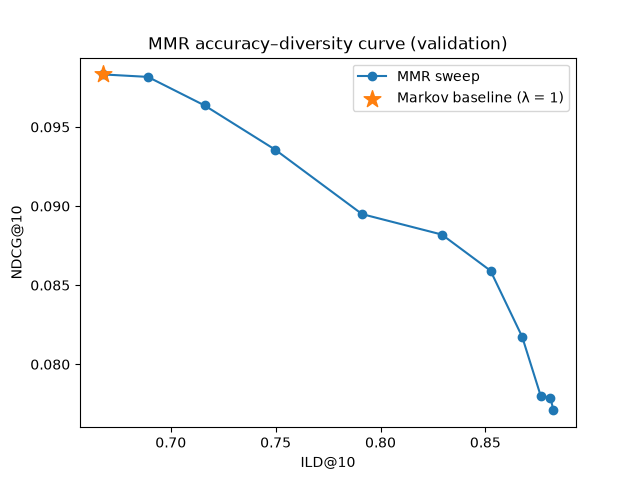 MMR accuracy–diversity curve (validation)
MMR sweep
Markov baseline (λ = 1)
NDCG@10
0.095
0.090
0.085
0.080
0.70
0.75
0.80
0.85
ILD@10